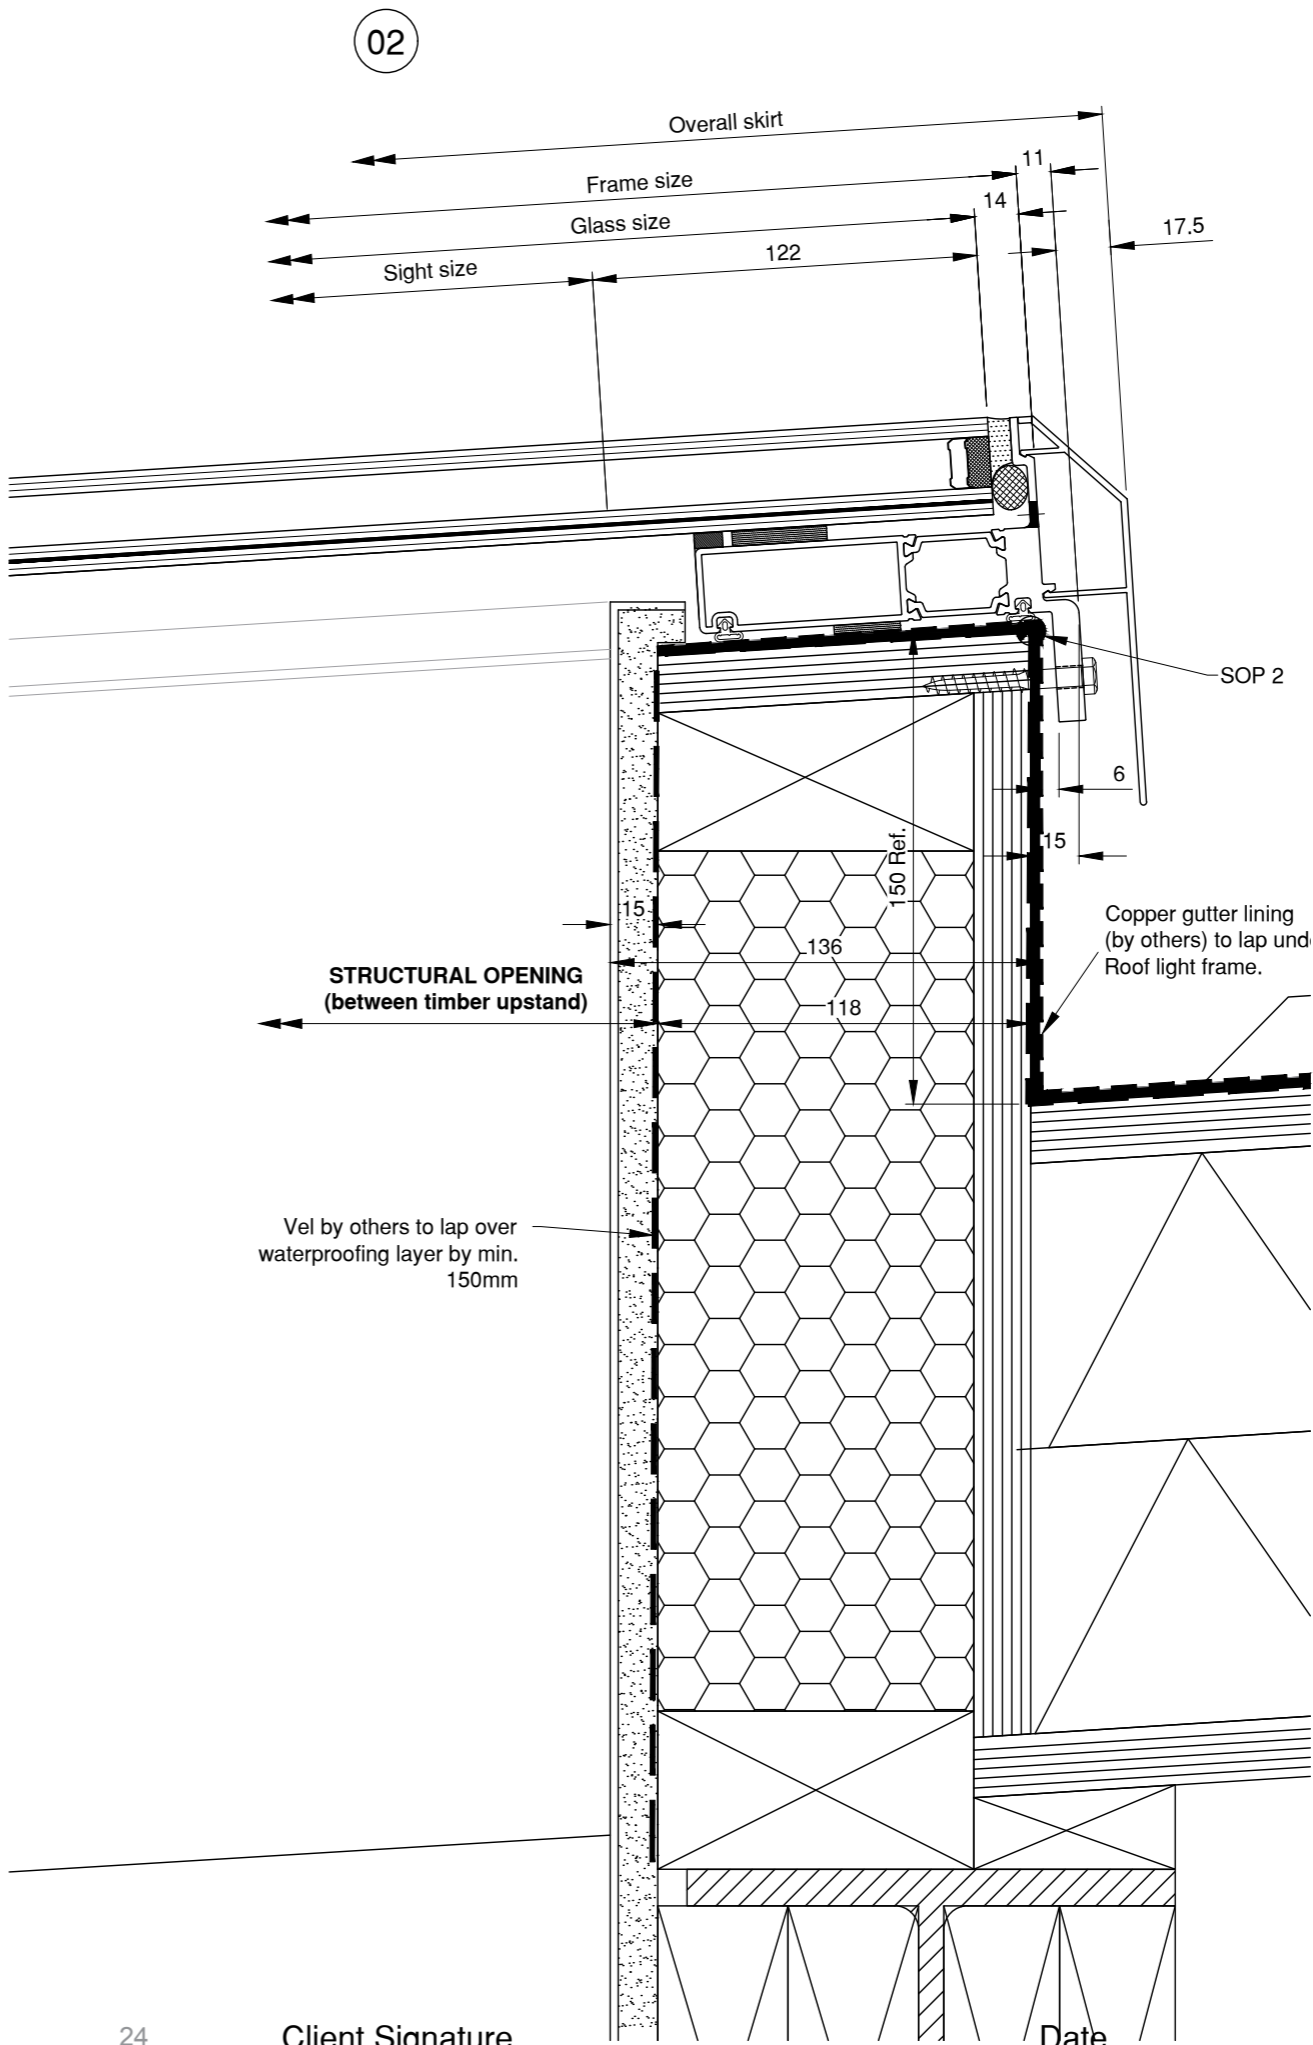 02
Overall skirt
11
Frame size
14
Glass size
17.5
122
Sight size
SOP 2
6
15
150 Ref.
15
Copper gutter lining
(by others) to lap
Roof light frame.
136
STRUCTURAL OPENING
(between timber upstand)
118
Vel by others to lap over
waterproofing layer by min.
150mm
24
Client Signature
Date